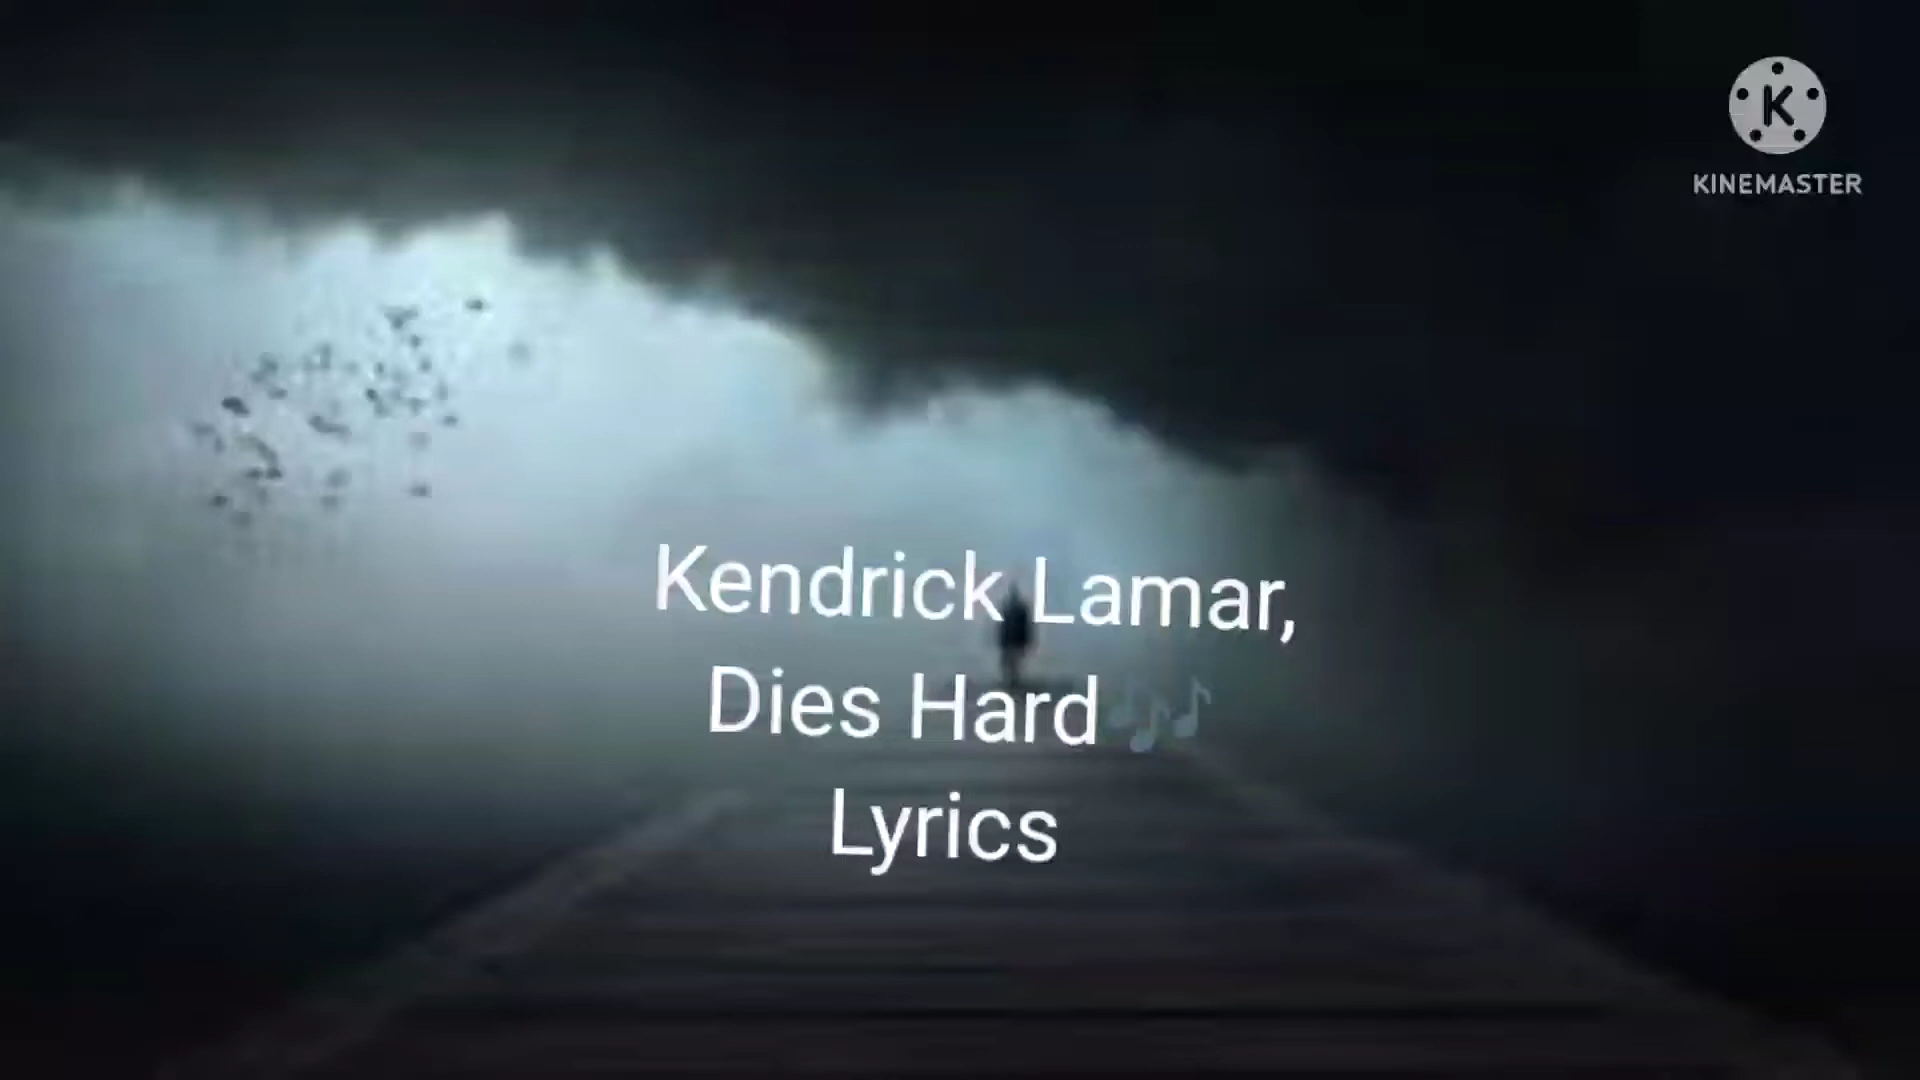 K
KINEMASTER
Kendrick Lamar,
Dies Hard 🎶
Lyrics